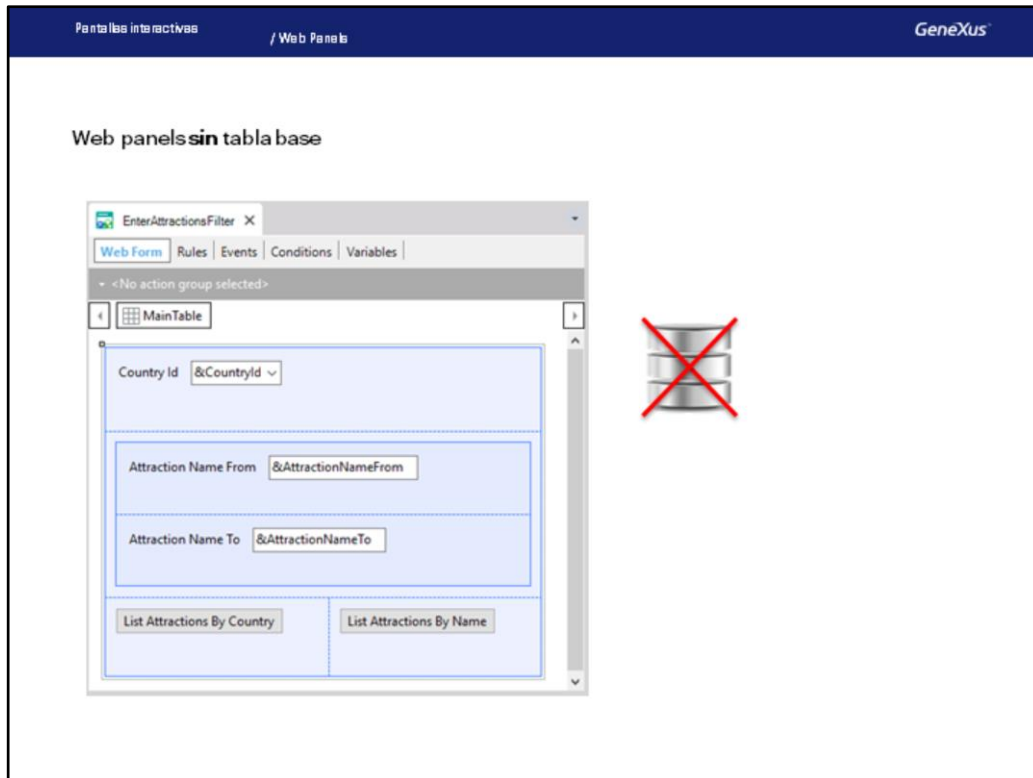 Pantallas interactivas
/ Web Panels
GeneXus
Web panels sin tabla base
EnterAttractionsFilter X
Web Form Rules Events Conditions Variables
<No action group selected>
MainTable
Country Id &CountryId
Attraction Name From &AttractionNameFrom
Attraction Name To &AttractionNameTo
List Attractions By Country List Attractions By Name